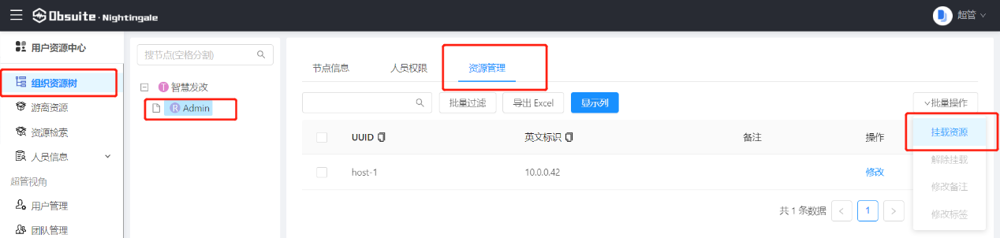 Obsuite · Nightingale
超管
用户资源中心
组织资源树
游离资源
资源检索
人员信息
超管视角
用户管理
团队管理
搜节点(空格分割)
T 智慧发改
R Admin
节点信息 人员权限 资源管理
批量过滤 导出 Excel 显示列 批量操作
UUID 英文标识 备注 操作
host-1 10.0.0.42 修改
共 1 条数据 < 1 >
挂载资源
解除挂载
修改备注
修改标签